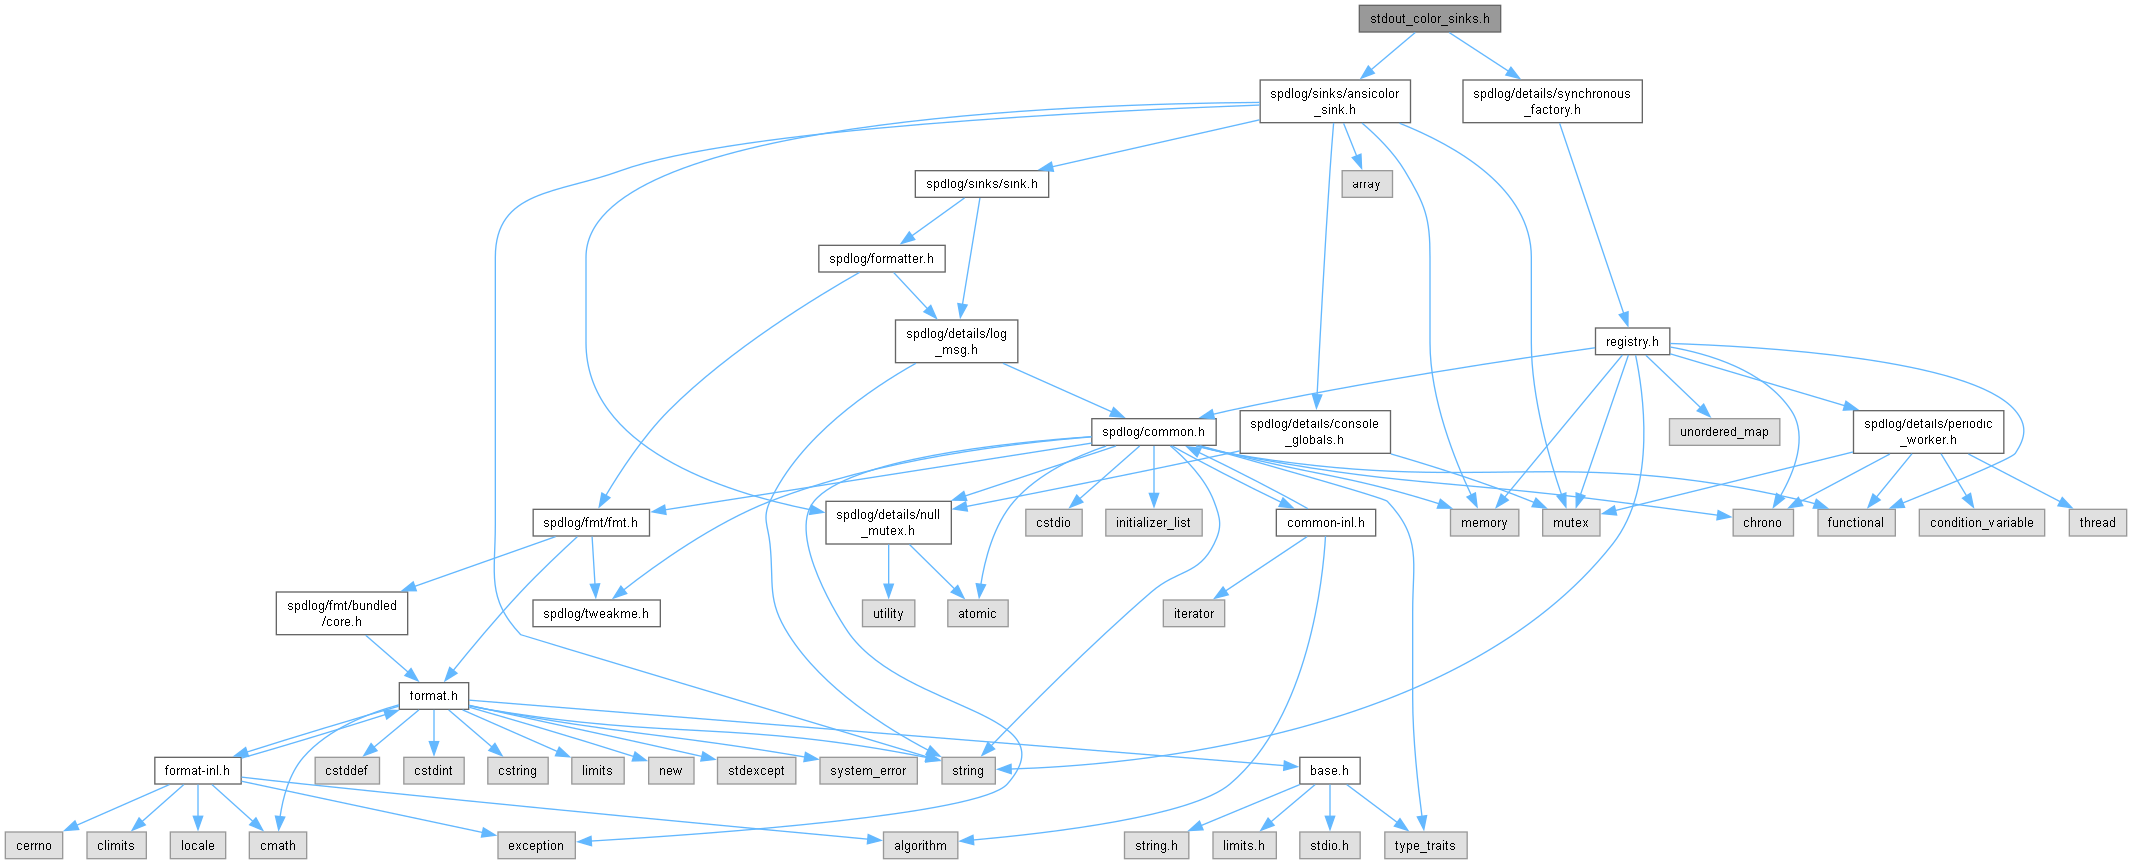 stdout_color_sinks.h
spdlog/sinks/ansicolor
_sink.h
spdlog/details/synchronous
_factory.h
spdlog/sinks/sink.h
array
spdlog/formatter.h
spdlog/details/log
_msg.h
registry.h
spdlog/common.h
spdlog/details/console
_globals.h
unordered_map
spdlog/details/periodic
_worker.h
spdlog/fmt/fmt.h
spdlog/details/null
_mutex.h
cstdio
initializer_list
common-inl.h
memory
mutex
chrono
functional
condition_variable
thread
spdlog/fmt/bundled
/core.h
spdlog/tweakme.h
utility
atomic
iterator
format.h
format-inl.h
cstddef
cstdint
cstring
limits
new
stdexcept
system_error
string
base.h
cerrno
climits
locale
cmath
exception
algorithm
string.h
limits.h
stdio.h
type_traits